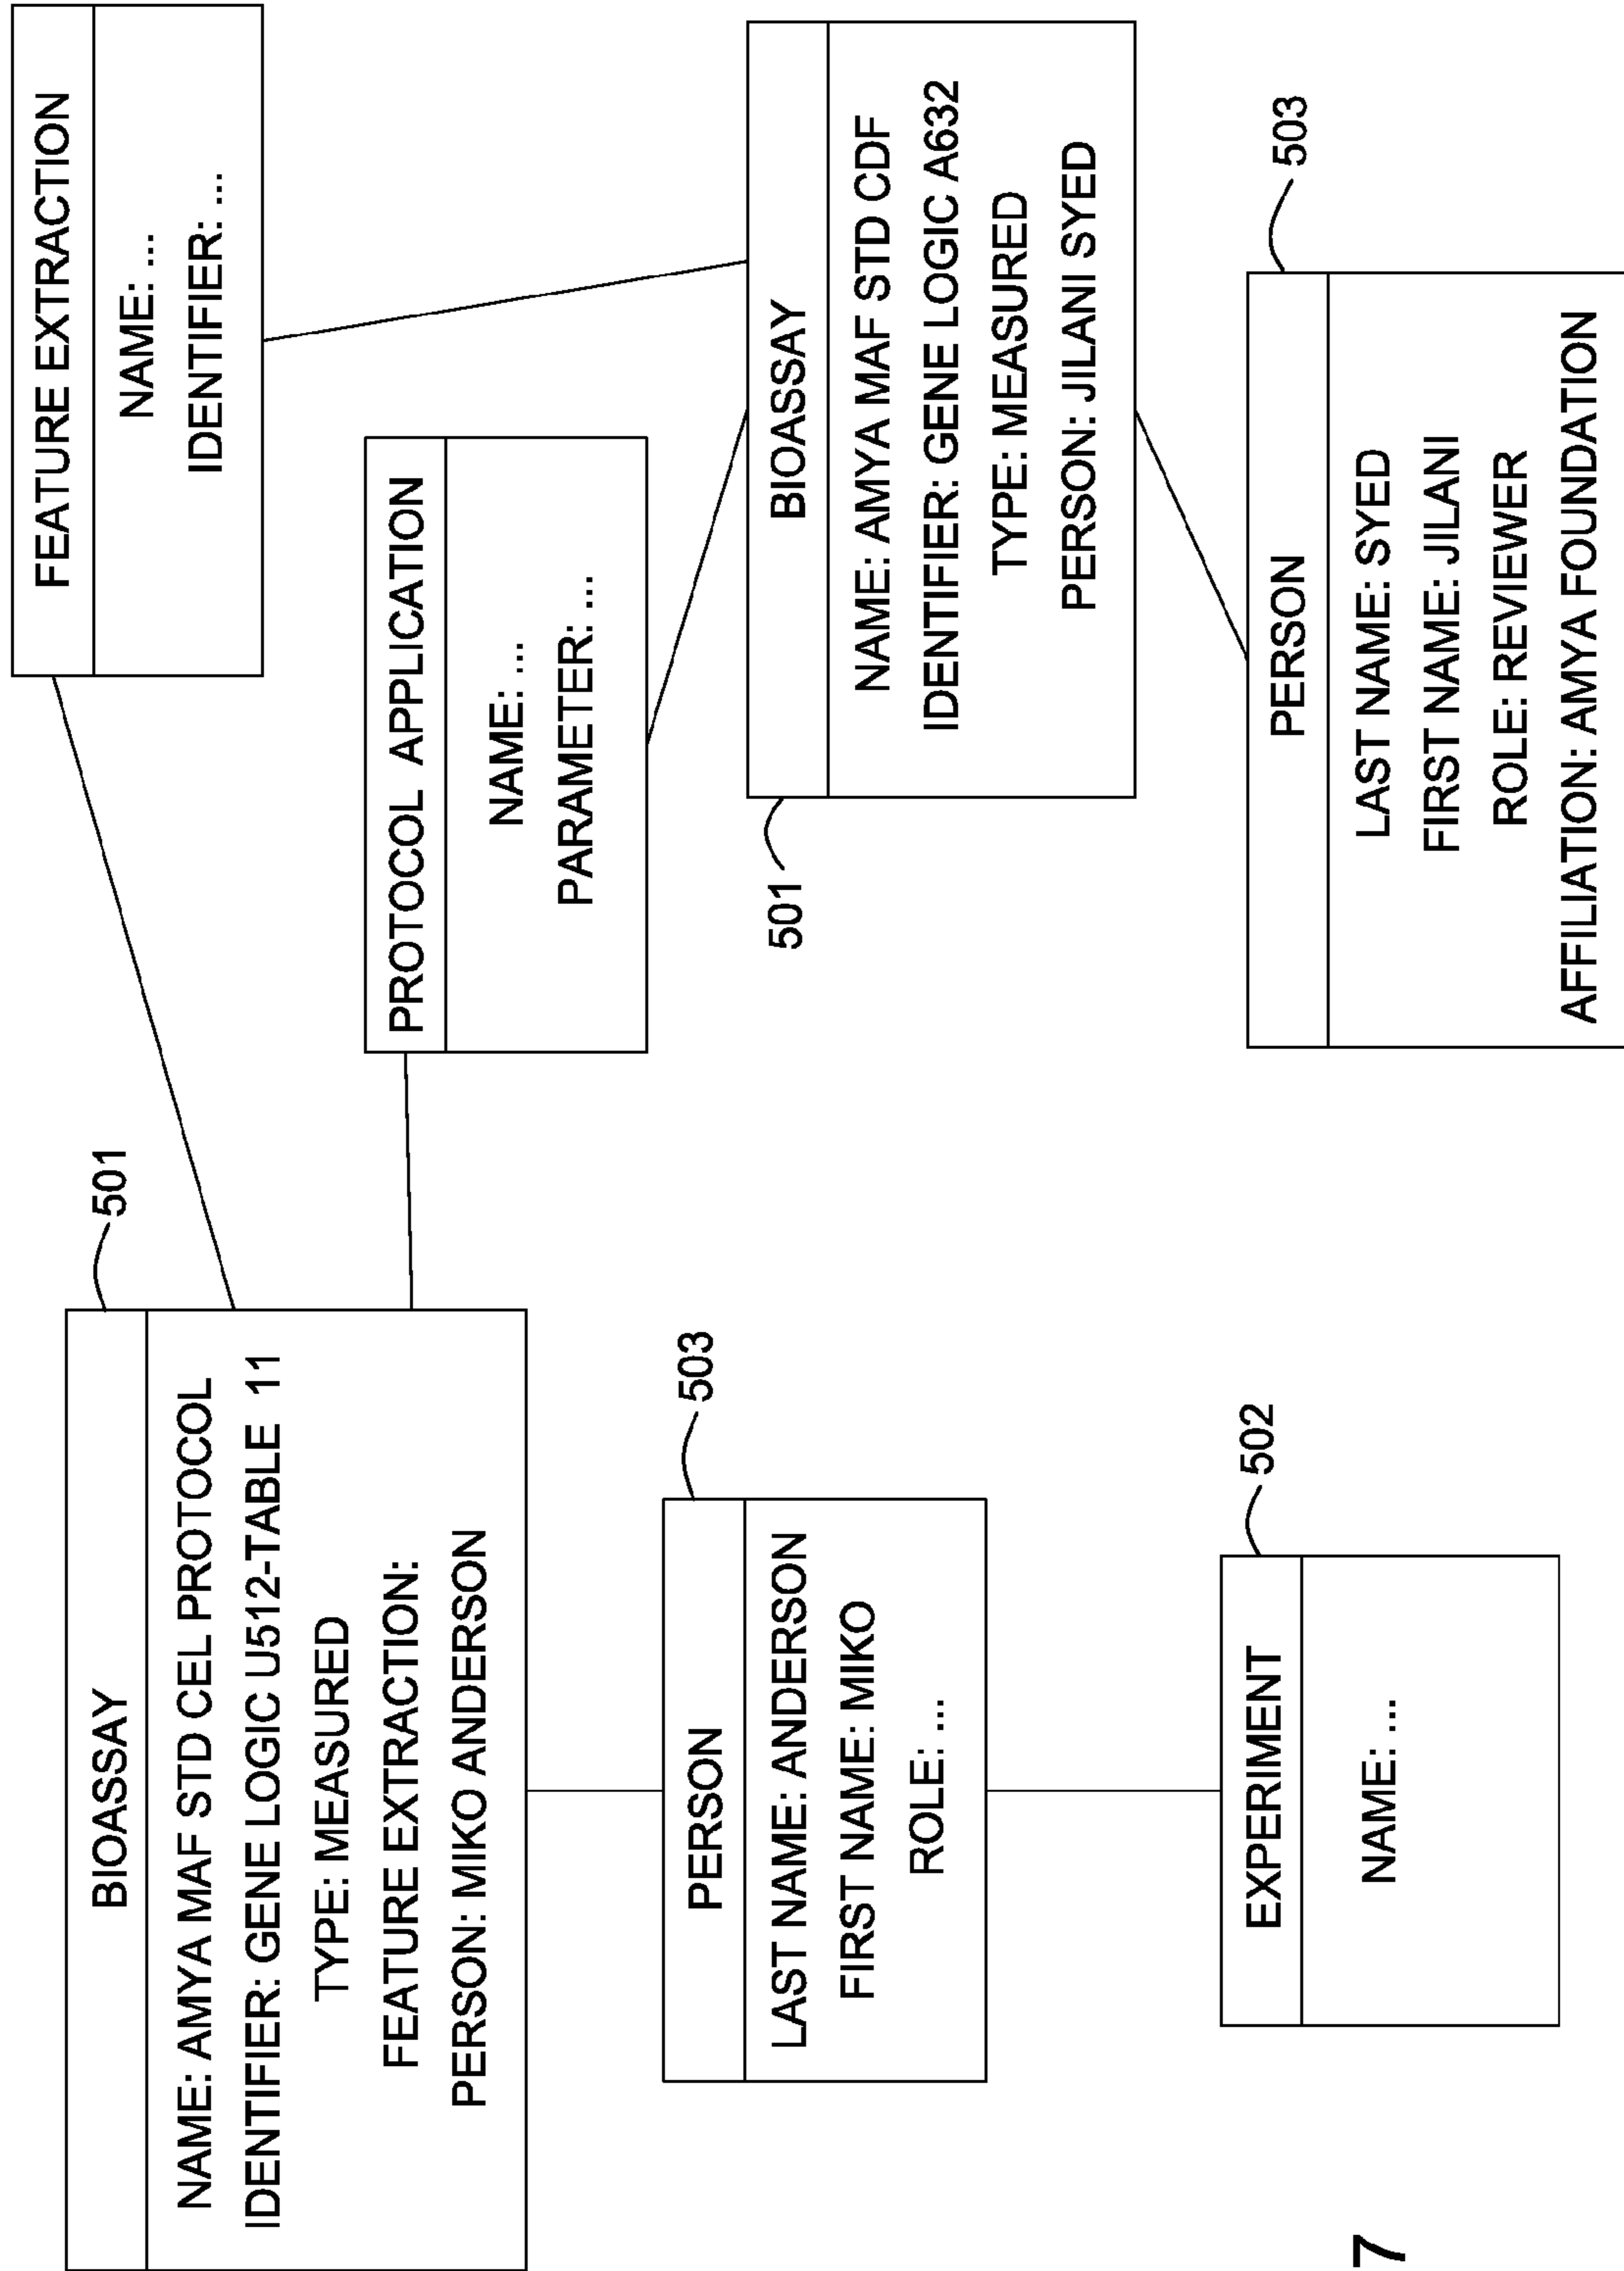 BIOASSAY
501
NAME: AMYA MAF STD CEL PROTOCOL
IDENTIFIER: GENE LOGIC U512-TABLE 11
TYPE: MEASURED
FEATURE EXTRACTION:
PERSON: MIKO ANDERSON
FEATURE EXTRACTION
NAME: ...
IDENTIFIER: ...
PROTOCOL APPLICATION
NAME: ...
PARAMETER: ...
PERSON
503
LAST NAME: ANDERSON
FIRST NAME: MIKO
ROLE: ...
501
BIOASSAY
NAME: AMYA MAF STD CDF
IDENTIFIER: GENE LOGIC A632
TYPE: MEASURED
PERSON: JILANI SYED
EXPERIMENT
502
NAME: ...
PERSON
503
LAST NAME: SYED
FIRST NAME: JILANI
ROLE: REVIEWER
AFFILIATION: AMYA FOUNDATION
7